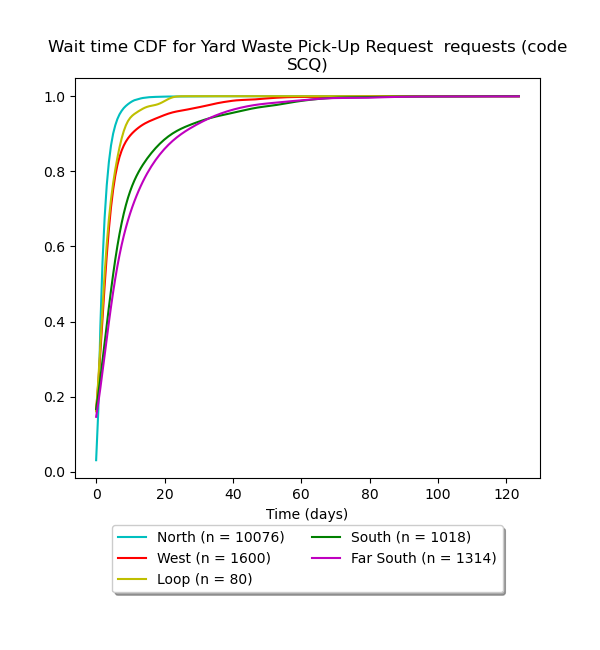 Wait time CDF for Yard Waste Pick-Up Request  requests (code
SCQ)
1.0
0.8
0.6
0.4
0.2
0.0
0 20 40 60 80 100 120
Time (days)
North (n = 10076)
West (n = 1600)
Loop (n = 80)
South (n = 1018)
Far South (n = 1314)